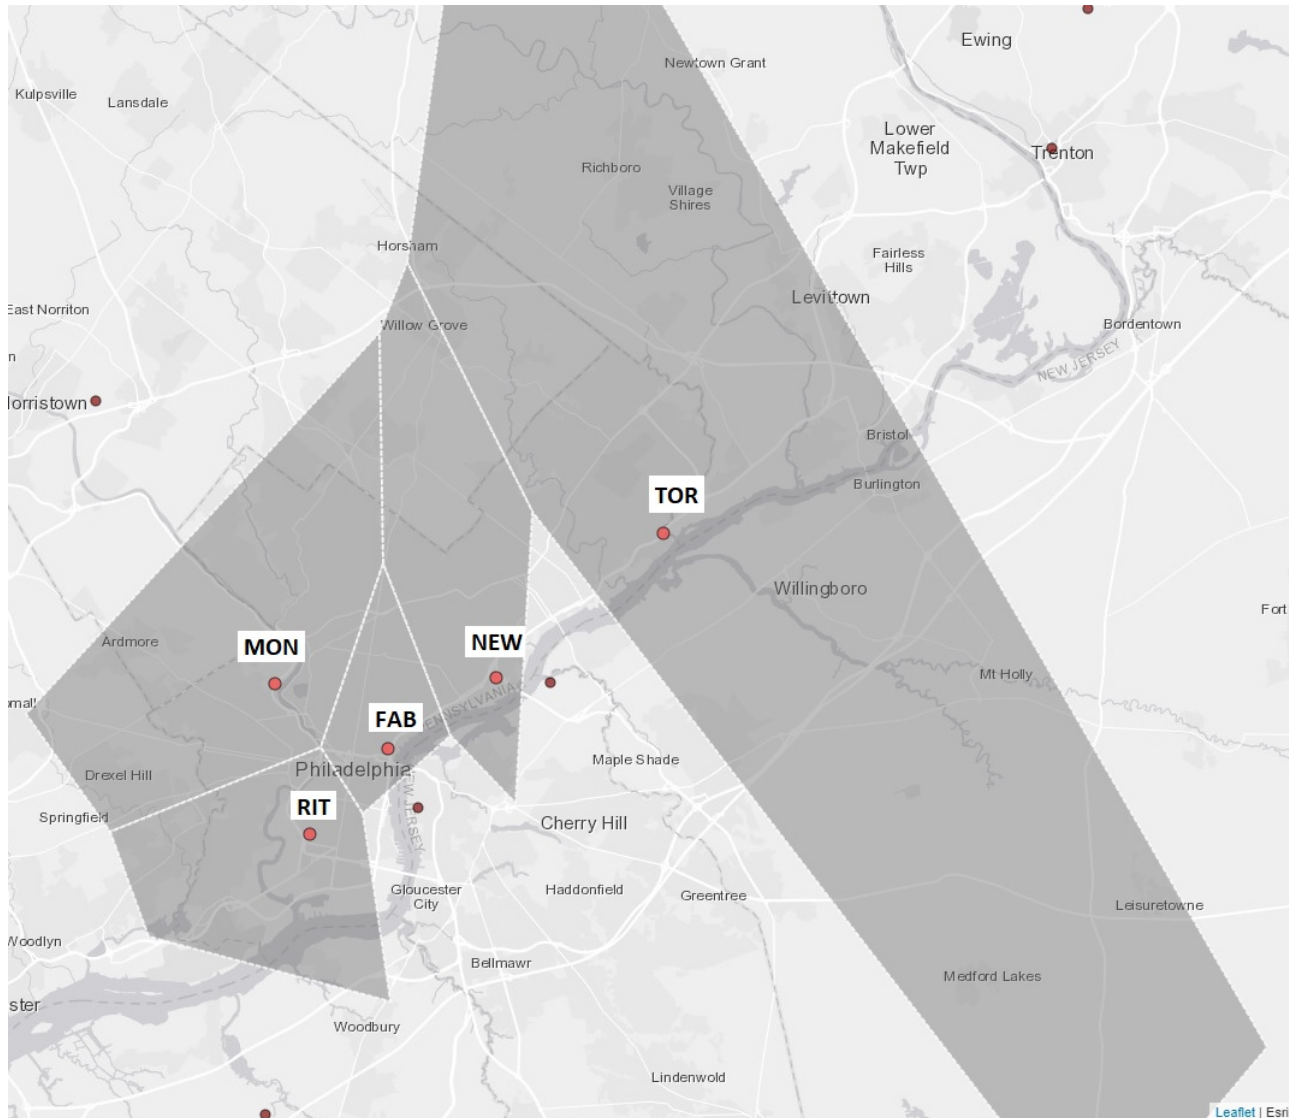 Ewing
Newtown Grant
Kulpsville
Lansdale
Lower
Makefield
Twp
Trenton
Richboro
Village
Shires
Horsham
Fairless
Hills
Levittown
East Norriton
Willow Grove
Bordentown
NEW JERSEY
n
lorristown
Bristol
Burlington
TOR
Willingboro
Fort
Ardmore
MON
NEW
Mt Holly
PENNSYLVANIA
FAB
Maple Shade
Philadelphia
Drexel Hill
NEW JERSEY
RIT
Springfield
Cherry Hill
Gloucester
City
Haddonfield
Greentree
Leisuretowne
Woodlyn
Bellmawr
Medford Lakes
ster
Woodbury
Lindenwold
Leaflet | Esri